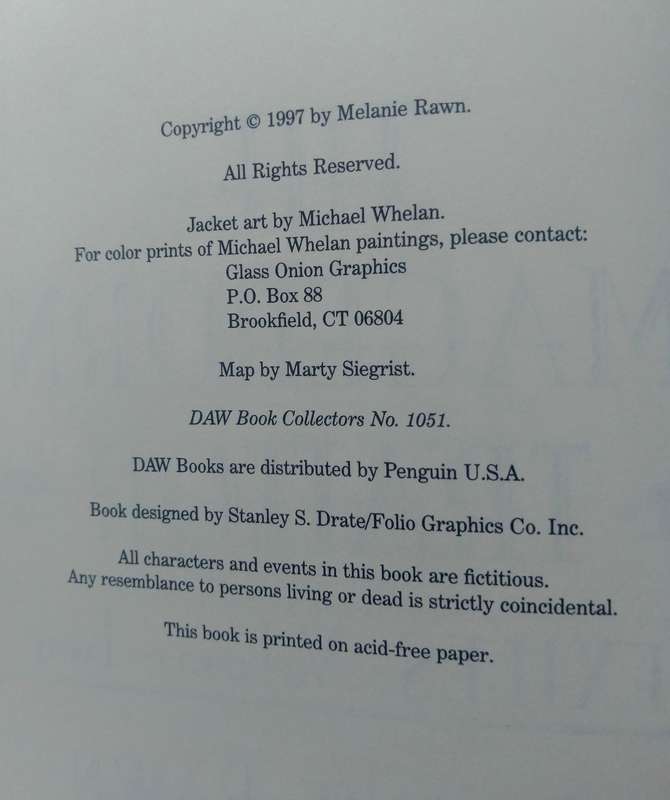 Copyright © 1997 by Melanie Rawn.
All Rights Reserved.
Jacket art by Michael Whelan.
For color prints of Michael Whelan paintings, please contact:
Glass Onion Graphics
P.O. Box 88
Brookfield, CT 06804
Map by Marty Siegrist.
DAW Book Collectors No. 1051.
DAW Books are distributed by Penguin U.S.A.
Book designed by Stanley S. Drate/Folio Graphics Co. Inc.
All characters and events in this book are fictitious.
Any resemblance to persons living or dead is strictly coincidental.
This book is printed on acid-free paper.